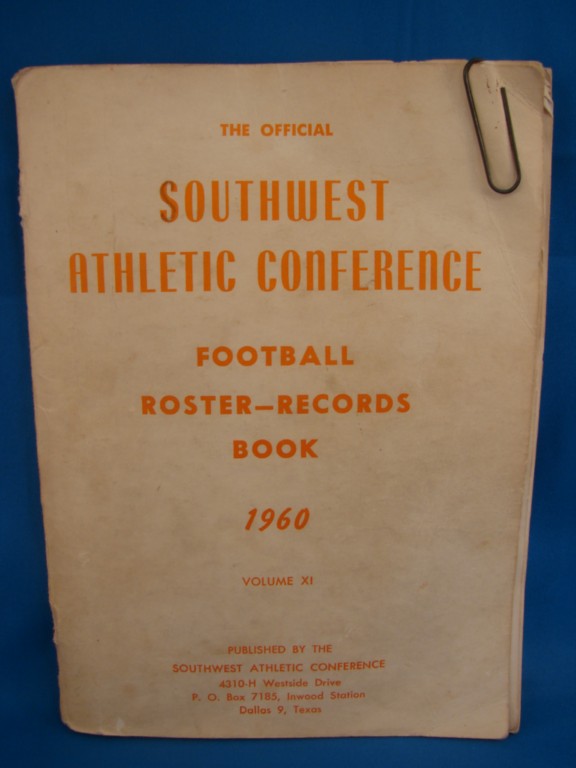 THE OFFICIAL
SOUTHWEST
ATHLETIC CONFERENCE
FOOTBALL
ROSTER—RECORDS
BOOK
1960
VOLUME XI
PUBLISHED BY THE
SOUTHWEST ATHLETIC CONFERENCE
4310-H Westside Drive
P. O. Box 7185, Inwood Station
Dallas 9, Texas